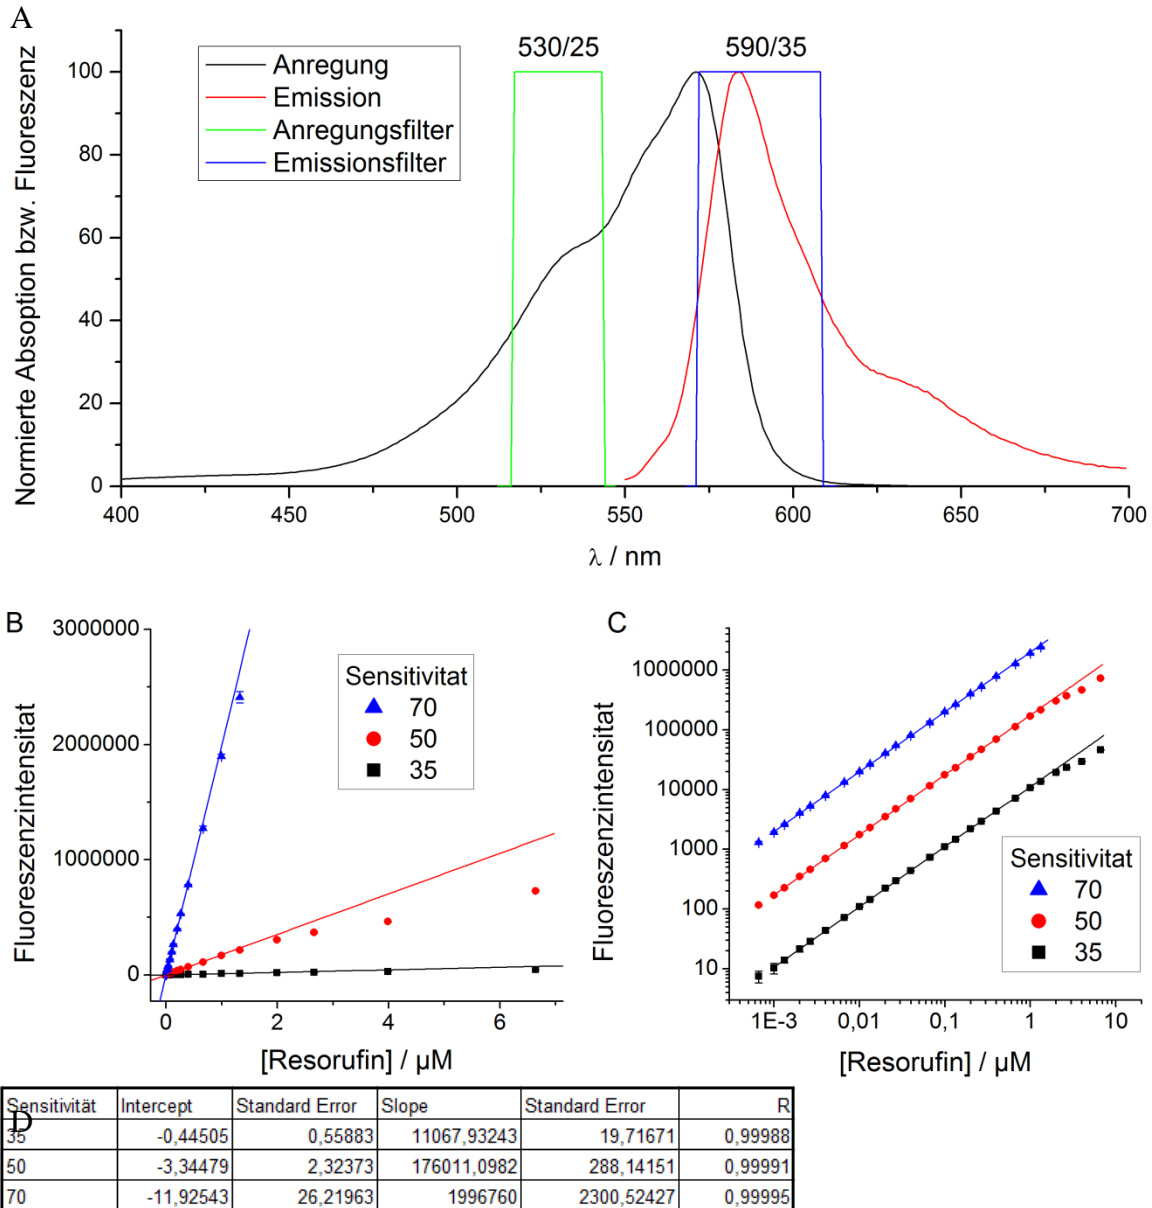 A
530/25
590/35
Anregung
Emission
Anregungsfilter
Emissionsfilter
Normierte Absoption bzw. Fluoreszenz
100
80
60
40
20
0
400
450
500
550
600
650
700
λ / nm
B
3000000
2000000
1000000
0
Sensitivitat
70
50
35
Fluoreszenzintensitat
0
2
4
6
[Resorufin] / µM
C
1000000
100000
10000
1000
100
10
Sensitivitat
70
50
35
Fluoreszenzintensitat
1E-3
0,01
0,1
1
10
[Resorufin] / µM
D
Sensitivität Intercept Standard Error Slope Standard Error R
35 -0,44505 0,55883 11067,93243 19,71671 0,99988
50 -3,34479 2,32373 176011,0982 288,14151 0,99991
70 -11,92543 26,21963 1996760 2300,52427 0,99995